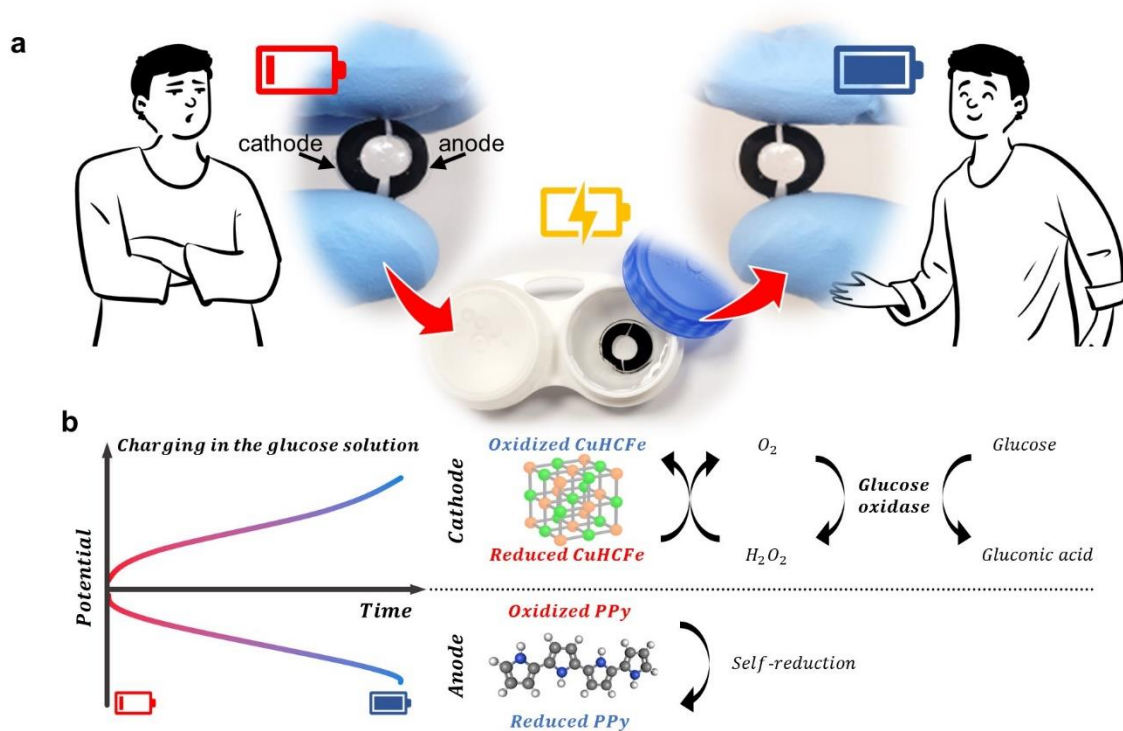 a
cathode
anode
b
Charging in the glucose solution
Potential
Time
Cathode
Oxidized CuHCFe
Reduced CuHCFe
O₂
H₂O₂
Glucose
oxidase
Glucose
Gluconic acid
Anode
Oxidized PPy
Reduced PPy
Self-reduction